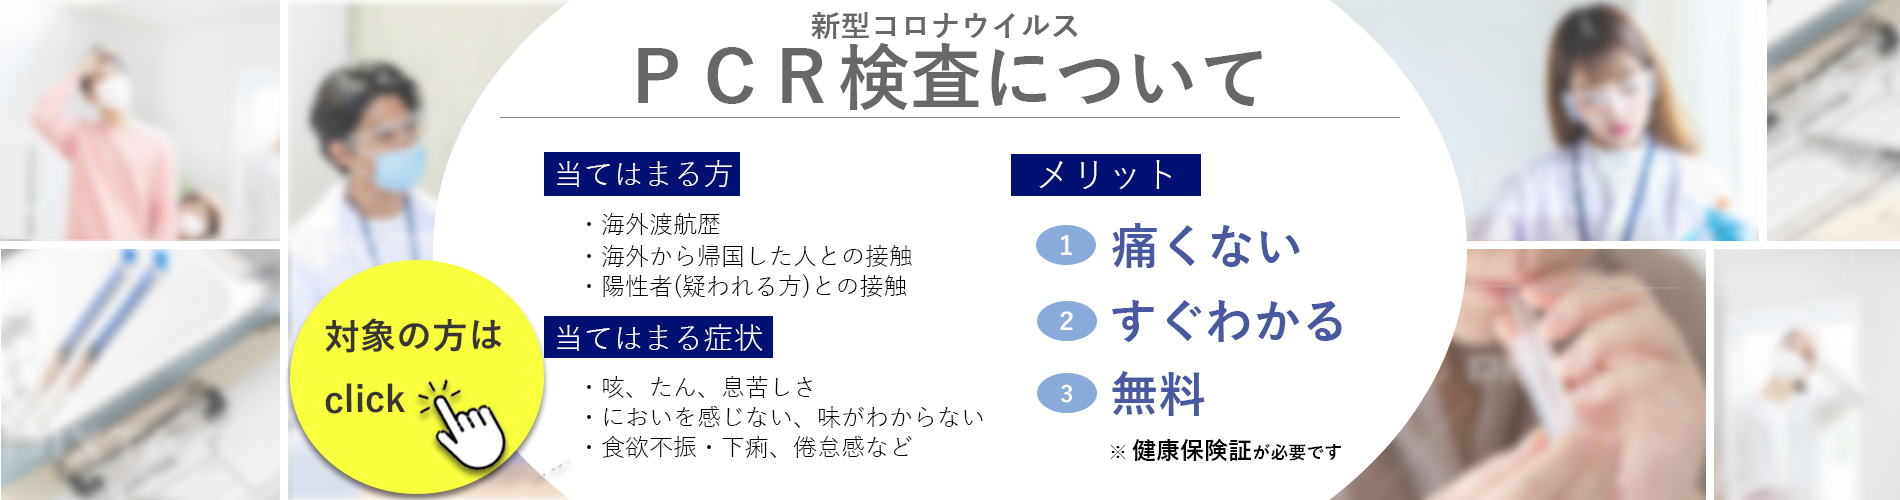 新型コロナウイルス
ＰＣＲ検査について
当てはまる方
・海外渡航歴
・海外から帰国した人との接触
・陽性者(疑われる方)との接触
当てはまる症状
・咳、たん、息苦しさ
・においを感じない、味がわからない
・食欲不振・下痢、倦怠感など
メリット
1 痛くない
2 すぐわかる
3 無料
※ 健康保険証が必要です
対象の方は
click